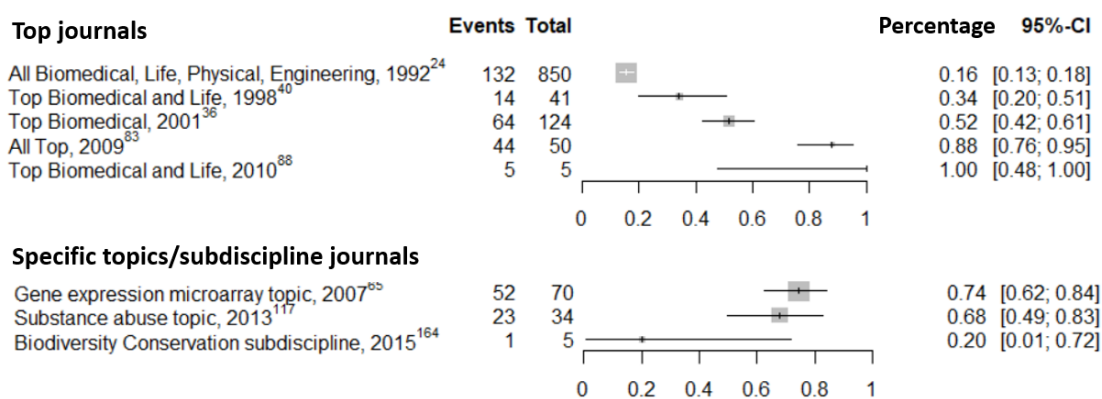 Top journals Events Total Percentage 95%-CI
All Biomedical, Life, Physical, Engineering, 1992²⁴ 132 850 0.16 [0.13; 0.18]
Top Biomedical and Life, 1998⁴⁰ 14 41 0.34 [0.20; 0.51]
Top Biomedical, 2001³⁶ 64 124 0.52 [0.42; 0.61]
All Top, 2009⁸³ 44 50 0.88 [0.76; 0.95]
Top Biomedical and Life, 2010⁸⁸ 5 5 1.00 [0.48; 1.00]
0 0.2 0.4 0.6 0.8 1
Specific topics/subdiscipline journals
Gene expression microarray topic, 2007⁶⁵ 52 70 0.74 [0.62; 0.84]
Substance abuse topic, 2013¹¹⁷ 23 34 0.68 [0.49; 0.83]
Biodiversity Conservation subdiscipline, 2015¹⁶⁴ 1 5 0.20 [0.01; 0.72]
0 0.2 0.4 0.6 0.8 1